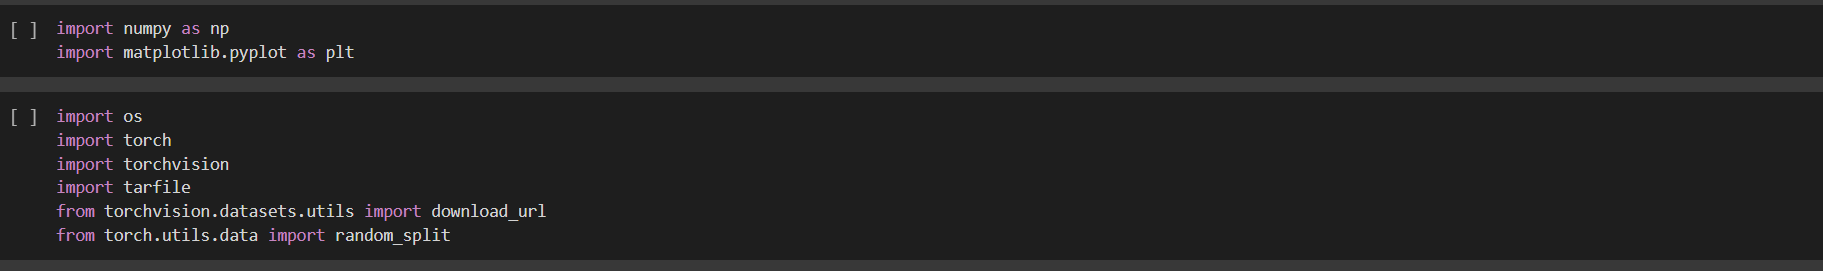 [ ] import numpy as np
import matplotlib.pyplot as plt
[ ] import os
import torch
import torchvision
import tarfile
from torchvision.datasets.utils import download_url
from torch.utils.data import random_split